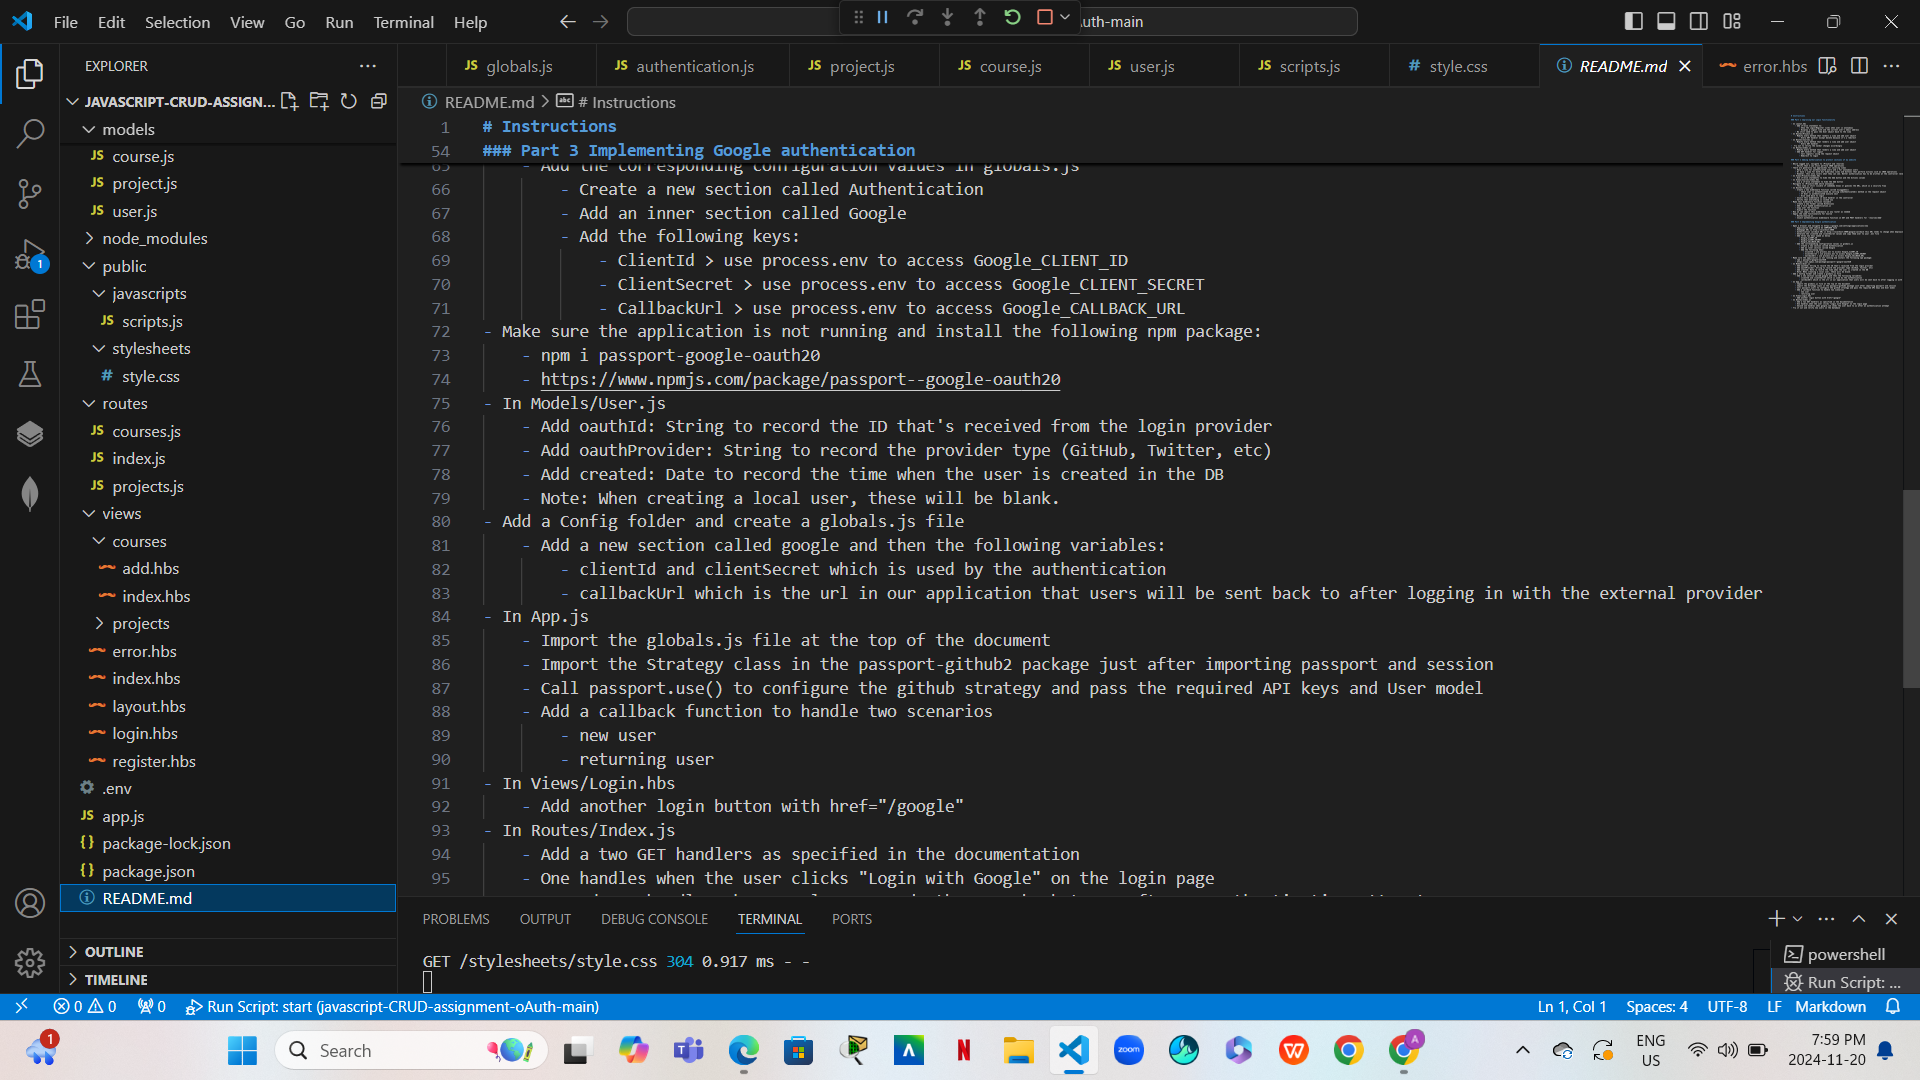 File Edit Selection View Go Run Terminal Help
uth-main
EXPLORER
JAVASCRIPT-CRUD-ASSIGN...
models
JS course.js
JS project.js
JS user.js
node_modules
public
javascripts
JS scripts.js
stylesheets
# style.css
routes
JS courses.js
JS index.js
JS projects.js
views
courses
add.hbs
index.hbs
projects
error.hbs
index.hbs
layout.hbs
login.hbs
register.hbs
.env
JS app.js
{} package-lock.json
{} package.json
README.md
OUTLINE
TIMELINE
1
JS globals.js JS authentication.js JS project.js JS course.js JS user.js JS scripts.js # style.css README.md error.hbs
README.md > # Instructions
1 # Instructions
54 ### Part 3 Implementing Google authentication
65 - Add the corresponding configuration values in globals.js
66 - Create a new section called Authentication
67 - Add an inner section called Google
68 - Add the following keys:
69 - ClientId > use process.env to access Google_CLIENT_ID
70 - ClientSecret > use process.env to access Google_CLIENT_SECRET
71 - CallbackUrl > use process.env to access Google_CALLBACK_URL
72 - Make sure the application is not running and install the following npm package:
73 - npm i passport-google-oauth20
74 - https://www.npmjs.com/package/passport--google-oauth20
75 - In Models/User.js
76 - Add oauthId: String to record the ID that's received from the login provider
77 - Add oauthProvider: String to record the provider type (GitHub, Twitter, etc)
78 - Add created: Date to record the time when the user is created in the DB
79 - Note: When creating a local user, these will be blank.
80 - Add a Config folder and create a globals.js file
81 - Add a new section called google and then the following variables:
82 - clientId and clientSecret which is used by the authentication
83 - callbackUrl which is the url in our application that users will be sent back to after logging in with the external provider
84 - In App.js
85 - Import the globals.js file at the top of the document
86 - Import the Strategy class in the passport-github2 package just after importing passport and session
87 - Call passport.use() to configure the github strategy and pass the required API keys and User model
88 - Add a callback function to handle two scenarios
89 - new user
90 - returning user
91 - In Views/Login.hbs
92 - Add another login button with href="/google"
93 - In Routes/Index.js
94 - Add a two GET handlers as specified in the documentation
95 - One handles when the user clicks "Login with Google" on the login page
PROBLEMS OUTPUT DEBUG CONSOLE TERMINAL PORTS
GET /stylesheets/style.css 304 0.917 ms - -
powershell
Run Script: ...
0 0 0 Run Script: start (javascript-CRUD-assignment-oAuth-main)
Ln 1, Col 1 Spaces: 4 UTF-8 LF Markdown
1
Search
zoom
ENG
US
7:59 PM
2024-11-20